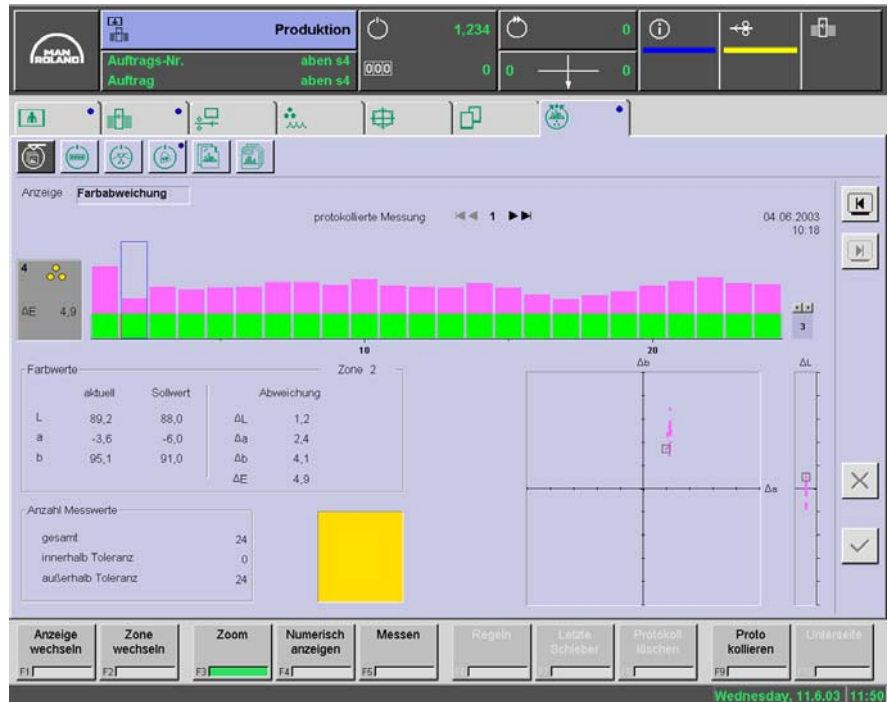 MAN
ROLAND
Produktion
Auftrags-Nr. aben s4
Auftrag aben s4
1,234
000 0
0
0 0
Anzeige Farbabweichung
protokollierte Messung 1
04.06.2003
10:18
4
ΔE 4,9
3
10 20
Farbwerte Zone 2
aktuell Sollwert Abweichung
L 89,2 88,0 ΔL 1,2
a -3,6 -6,0 Δa 2,4
b 95,1 91,0 Δb 4,1
ΔE 4,9
Δb ΔL
Δa
Anzahl Messwerte
gesamt 24
innerhalb Toleranz 0
außerhalb Toleranz 24
Anzeige wechseln
F1
Zone wechseln
F2
Zoom
F3
Numerisch anzeigen
F4
Messen
F5
Regeln
Letzte Schieber
Protokoll löschen
Proto kollieren
F9
Unterseite
Wednesday, 11.6.03 11:50